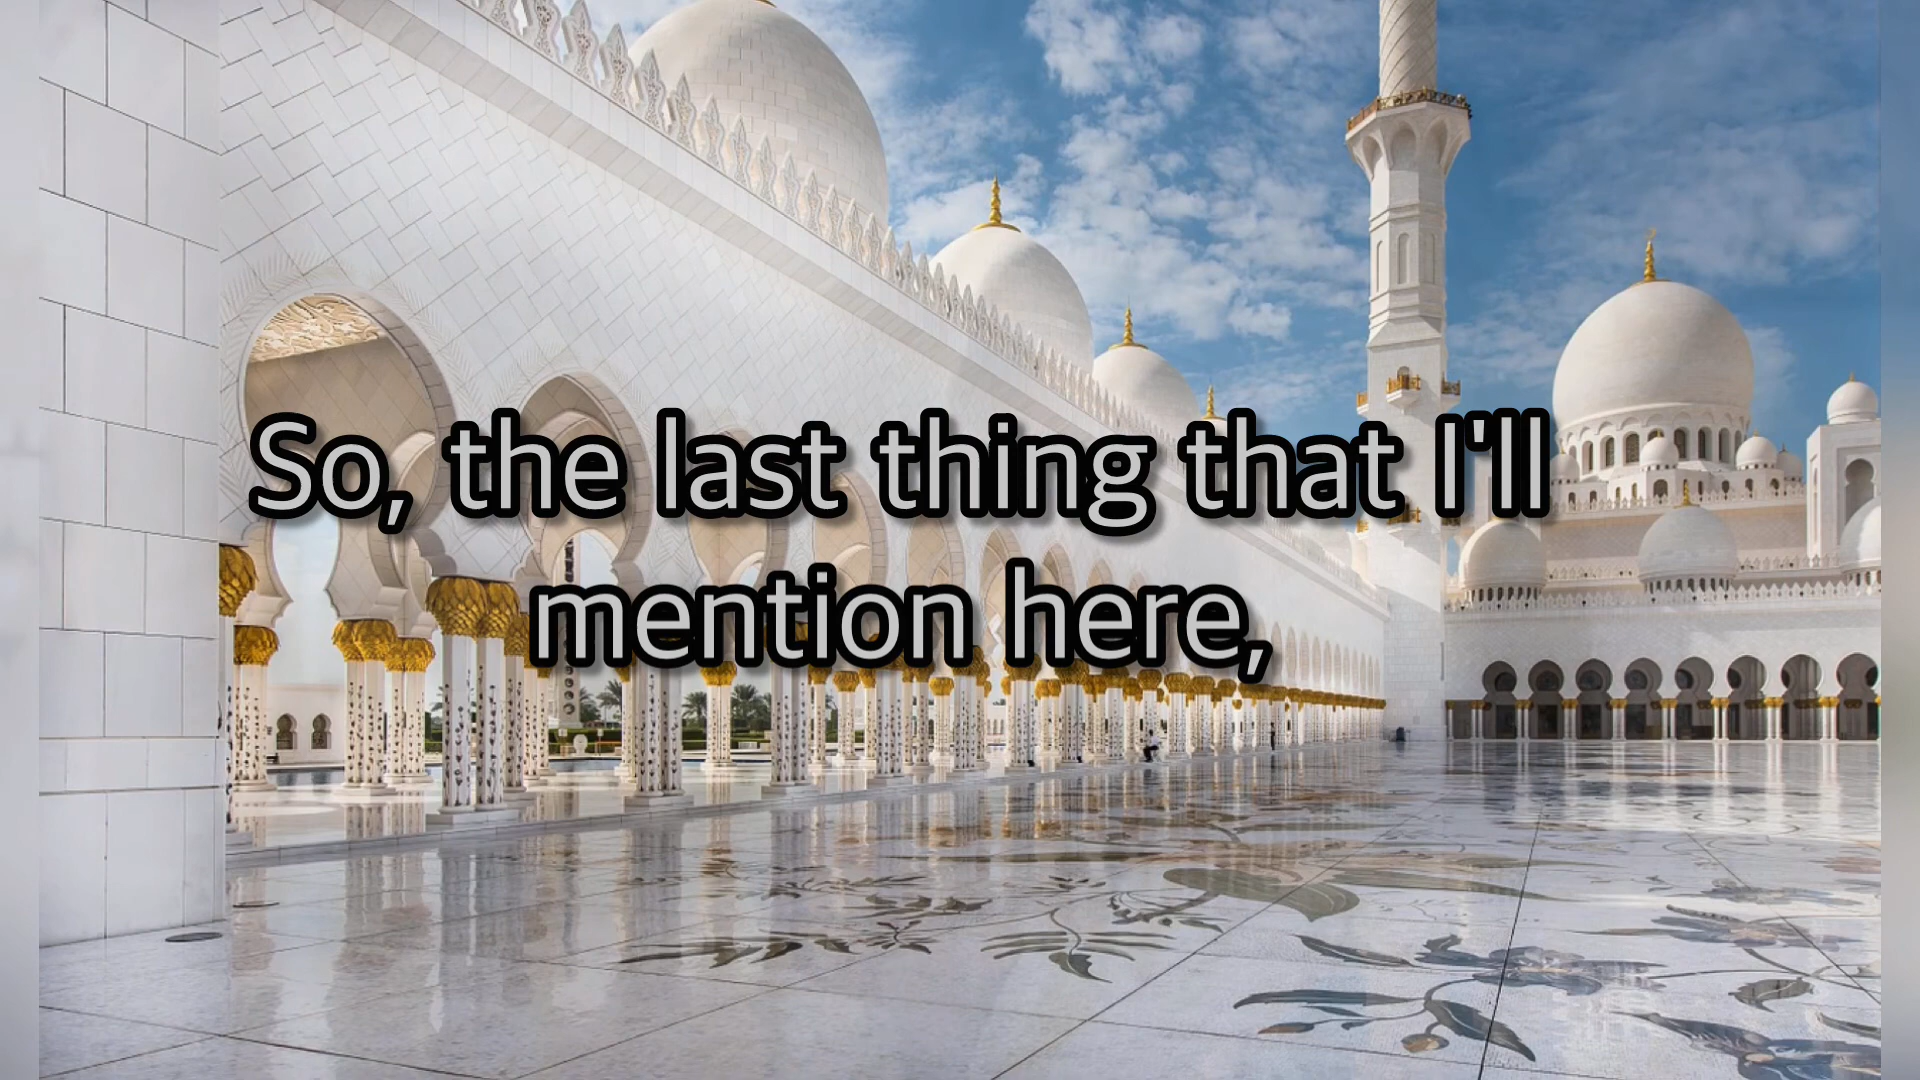 So, the last thing that I'll
mention here,